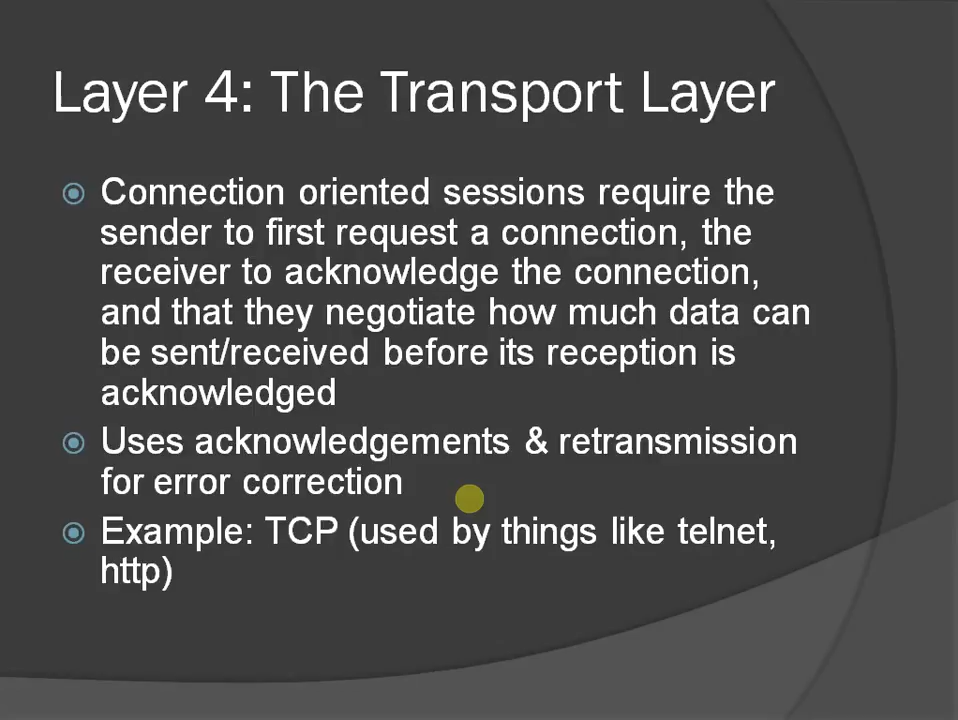 Layer 4: The Transport Layer
Connection oriented sessions require the
sender to first request a connection, the
receiver to acknowledge the connection,
and that they negotiate how much data can
be sent/received before its reception is
acknowledged
Uses acknowledgements & retransmission
for error correction
Example: TCP (used by things like telnet,
http)